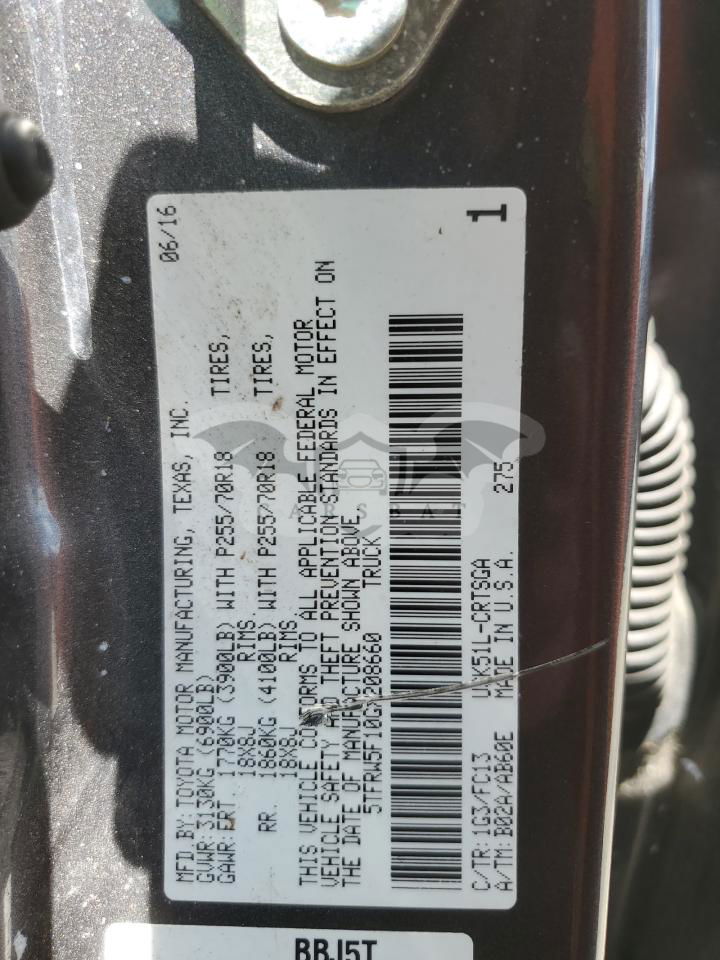 06/16
MFD. BY: TOYOTA MOTOR MANUFACTURING, TEXAS, INC.
GVWR: 3130KG (6900LB)
GAWR: FRT. 1770KG (3900LB) WITH P255/70R18 TIRES,
18X8J RIMS
RR. 1860KG (4100LB) WITH P255/70R18 TIRES,
18X8J RIMS
THIS VEHICLE CONFORMS TO ALL APPLICABLE FEDERAL MOTOR
VEHICLE SAFETY AND THEFT PREVENTION STANDARDS IN EFFECT ON
THE DATE OF MANUFACTURE SHOWN ABOVE.
5TFRW5F10GX208660 TRUCK
C/TR: 1G3/FC13
A/TM: B02A/AB60E MADE IN U.S.A. 275
1
BBJ5T
CARSBAT